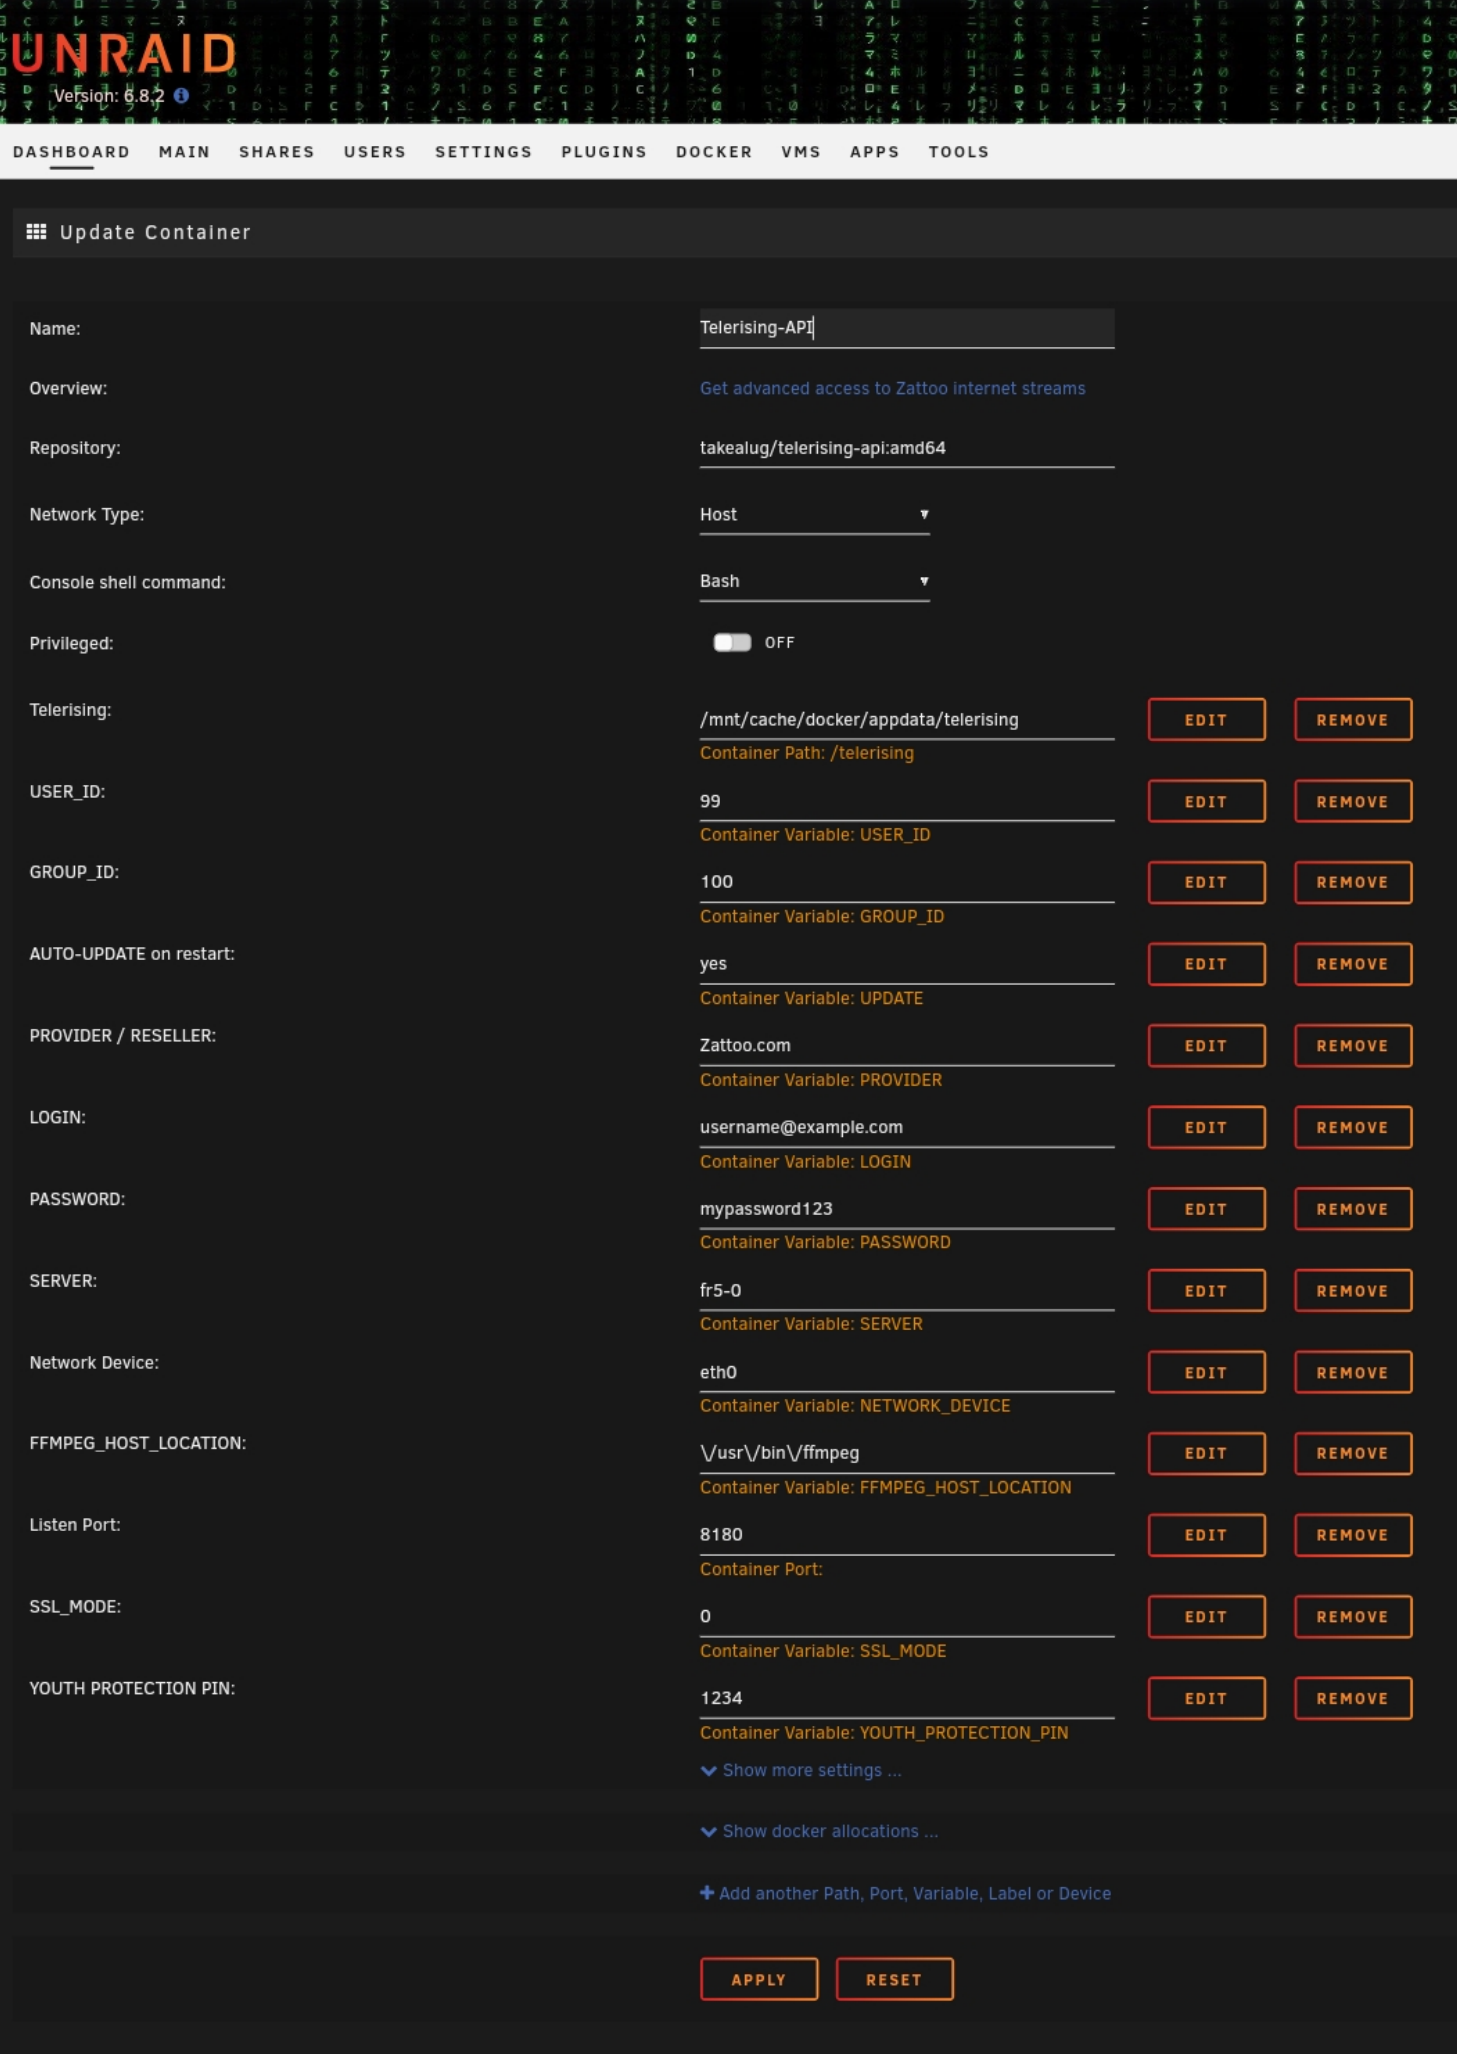 UNRAID
Version: 6.8.2
DASHBOARD MAIN SHARES USERS SETTINGS PLUGINS DOCKER VMS APPS TOOLS
Update Container
Name: Telerising-API
Overview: Get advanced access to Zattoo internet streams
Repository: takealug/telerising-api:amd64
Network Type: Host
Console shell command: Bash
Privileged: OFF
Telerising: /mnt/cache/docker/appdata/telerising EDIT REMOVE
Container Path: /telerising
USER_ID: 99 EDIT REMOVE
Container Variable: USER_ID
GROUP_ID: 100 EDIT REMOVE
Container Variable: GROUP_ID
AUTO-UPDATE on restart: yes EDIT REMOVE
Container Variable: UPDATE
PROVIDER / RESELLER: Zattoo.com EDIT REMOVE
Container Variable: PROVIDER
LOGIN: username@example.com EDIT REMOVE
Container Variable: LOGIN
PASSWORD: mypassword123 EDIT REMOVE
Container Variable: PASSWORD
SERVER: fr5-0 EDIT REMOVE
Container Variable: SERVER
Network Device: eth0 EDIT REMOVE
Container Variable: NETWORK_DEVICE
FFMPEG_HOST_LOCATION: \/usr\/bin\/ffmpeg EDIT REMOVE
Container Variable: FFMPEG_HOST_LOCATION
Listen Port: 8180 EDIT REMOVE
Container Port:
SSL_MODE: 0 EDIT REMOVE
Container Variable: SSL_MODE
YOUTH PROTECTION PIN: 1234 EDIT REMOVE
Container Variable: YOUTH_PROTECTION_PIN
Show more settings ...
Show docker allocations ...
Add another Path, Port, Variable, Label or Device
APPLY RESET